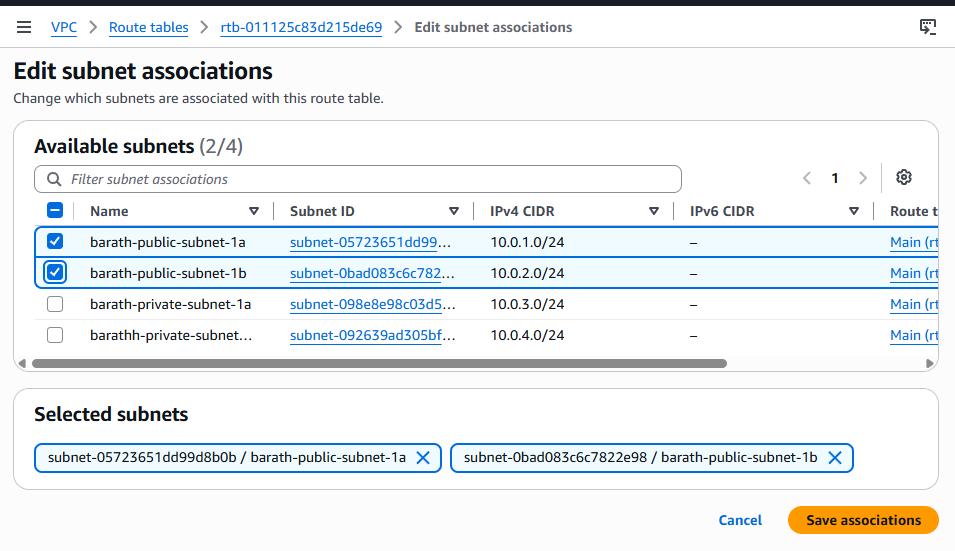 VPC > Route tables > rtb-011125c83d215de69 > Edit subnet associations
Edit subnet associations
Change which subnets are associated with this route table.
Available subnets (2/4)
Filter subnet associations
1
Name Subnet ID IPv4 CIDR IPv6 CIDR Route t
barath-public-subnet-1a subnet-05723651dd99... 10.0.1.0/24 – Main (rt
barath-public-subnet-1b subnet-0bad083c6c782... 10.0.2.0/24 – Main (rt
barath-private-subnet-1a subnet-098e8e98c03d5... 10.0.3.0/24 – Main (rt
barathh-private-subnet... subnet-092639ad305bf... 10.0.4.0/24 – Main (rt
Selected subnets
subnet-05723651dd99d8b0b / barath-public-subnet-1a subnet-0bad083c6c7822e98 / barath-public-subnet-1b
Cancel Save associations